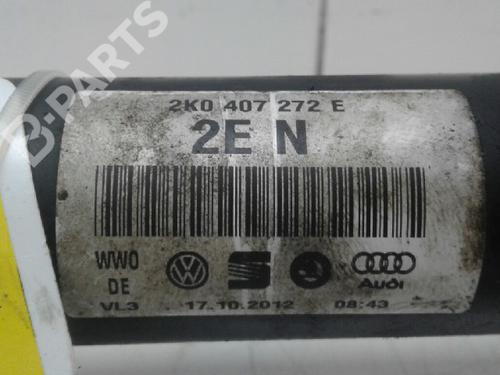 B-PARTS
2K0 407 272 E
2E N
WWO
DE
Audi
VL3 17.10.2012 08:43